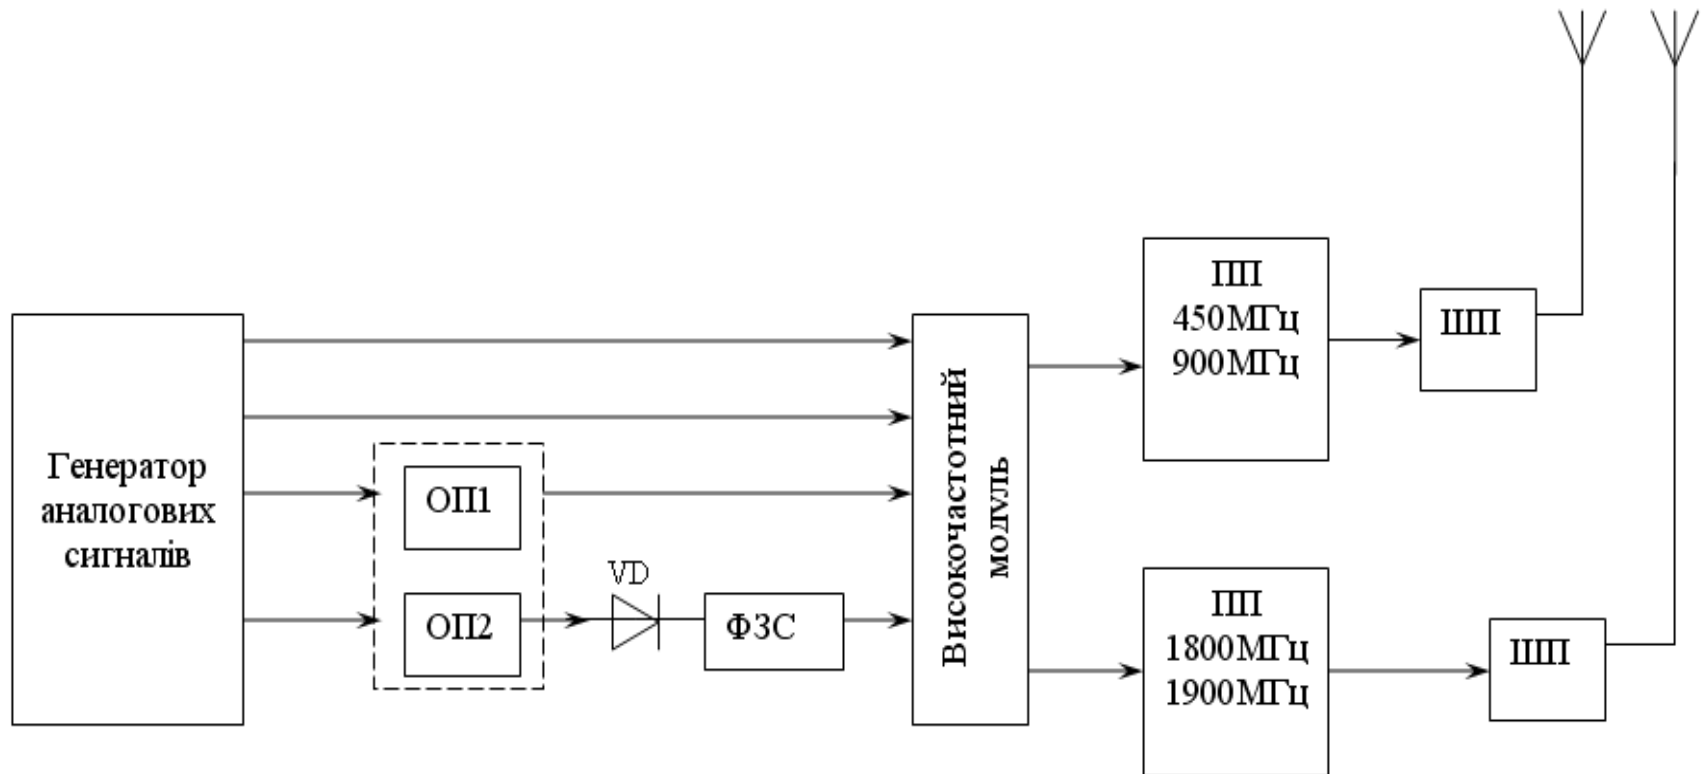 Генератор
аналогових
сигналів
ОП1
ОП2
VD
ФЗС
Високочастотний
модуль
ПП
450МГц
900МГц
ШП
ПП
1800МГц
1900МГц
ШП